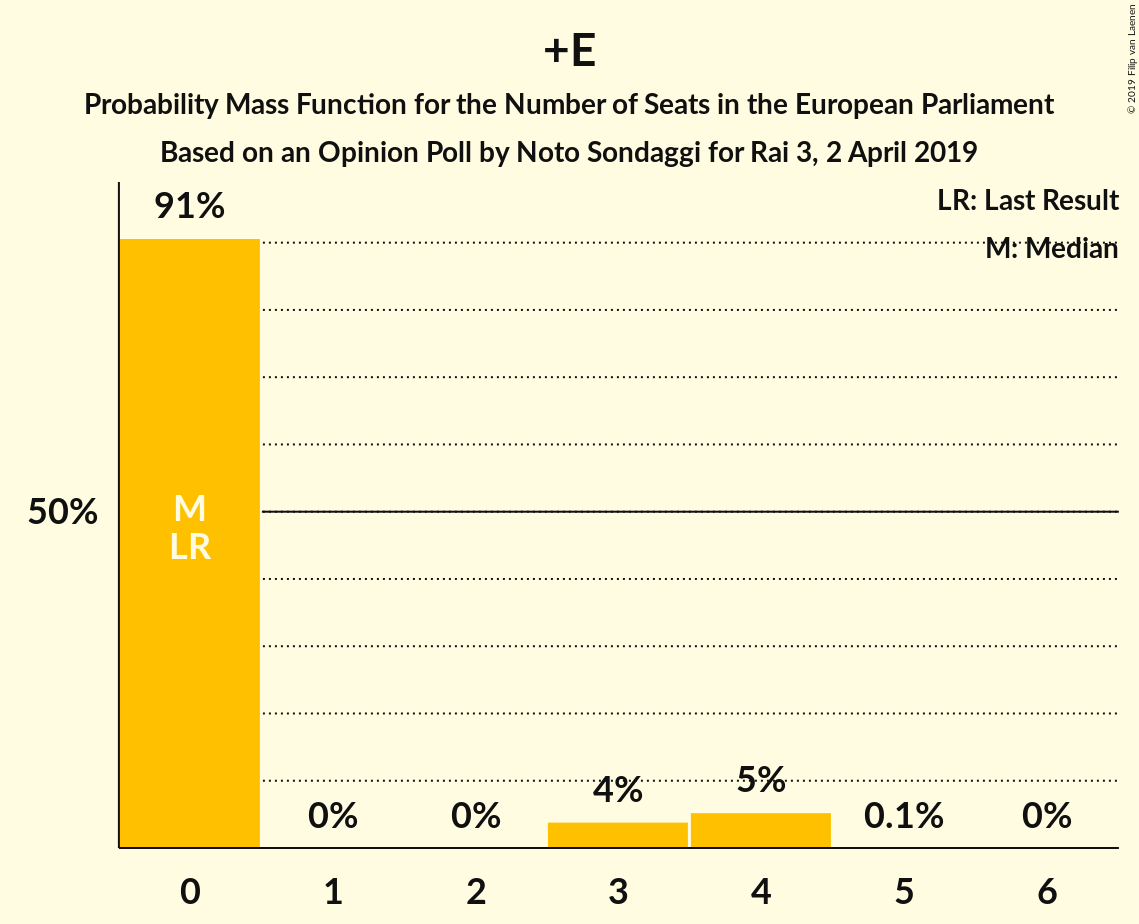 +E
Probability Mass Function for the Number of Seats in the European Parliament
Based on an Opinion Poll by Noto Sondaggi for Rai 3, 2 April 2019
© 2019 Filip van Laenen
LR: Last Result
M: Median
91%
50%
M
LR
0%
0%
4%
5%
0.1%
0%
0
1
2
3
4
5
6